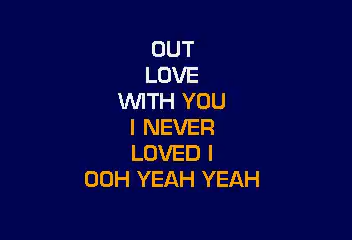 OUT
LOVE
WITH YOU
I NEVER
LOVED I
OOH YEAH YEAH